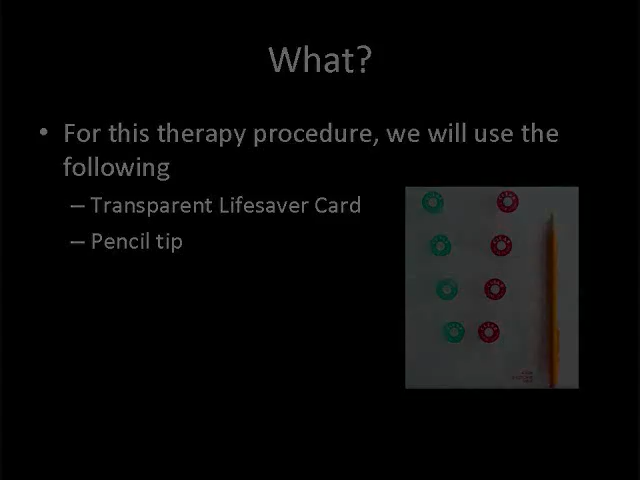 What?
• For this therapy procedure, we will use the
following
– Transparent Lifesaver Card
– Pencil tip